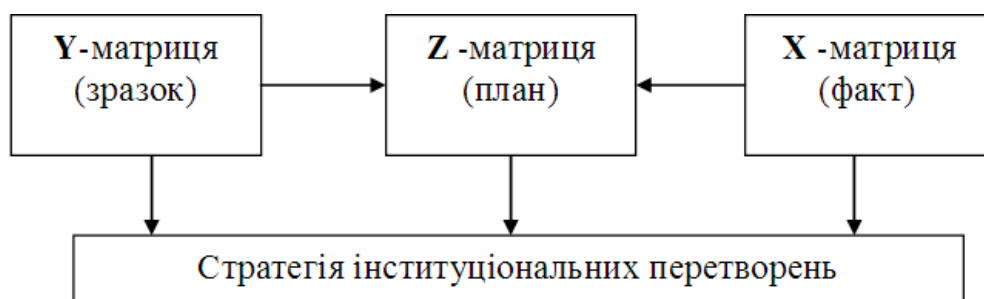 Y-матриця
(зразок)
Z -матриця
(план)
X -матриця
(факт)
Стратегія інституціональних перетворень